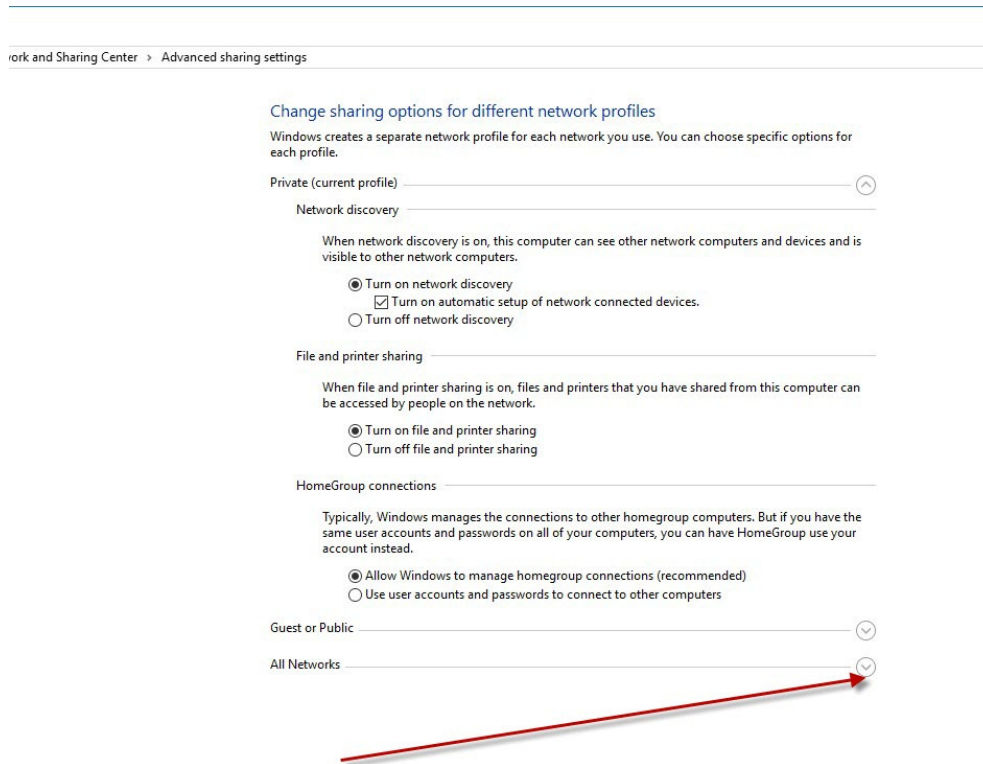 and Sharing Center > Advanced sharing settings
Change sharing options for different network profiles
Windows creates a separate network profile for each network you use. You can choose specific options for
each profile.
Private (current profile)
Network discovery
When network discovery is on, this computer can see other network computers and devices and is
visible to other network computers.
Turn on network discovery
Turn on automatic setup of network connected devices.
Turn off network discovery
File and printer sharing
When file and printer sharing is on, files and printers that you have shared from this computer can
be accessed by people on the network.
Turn on file and printer sharing
Turn off file and printer sharing
HomeGroup connections
Typically, Windows manages the connections to other homegroup computers. But if you have the
same user accounts and passwords on all of your computers, you can have HomeGroup use your
account instead.
Allow Windows to manage homegroup connections (recommended)
Use user accounts and passwords to connect to other computers
Guest or Public
All Networks